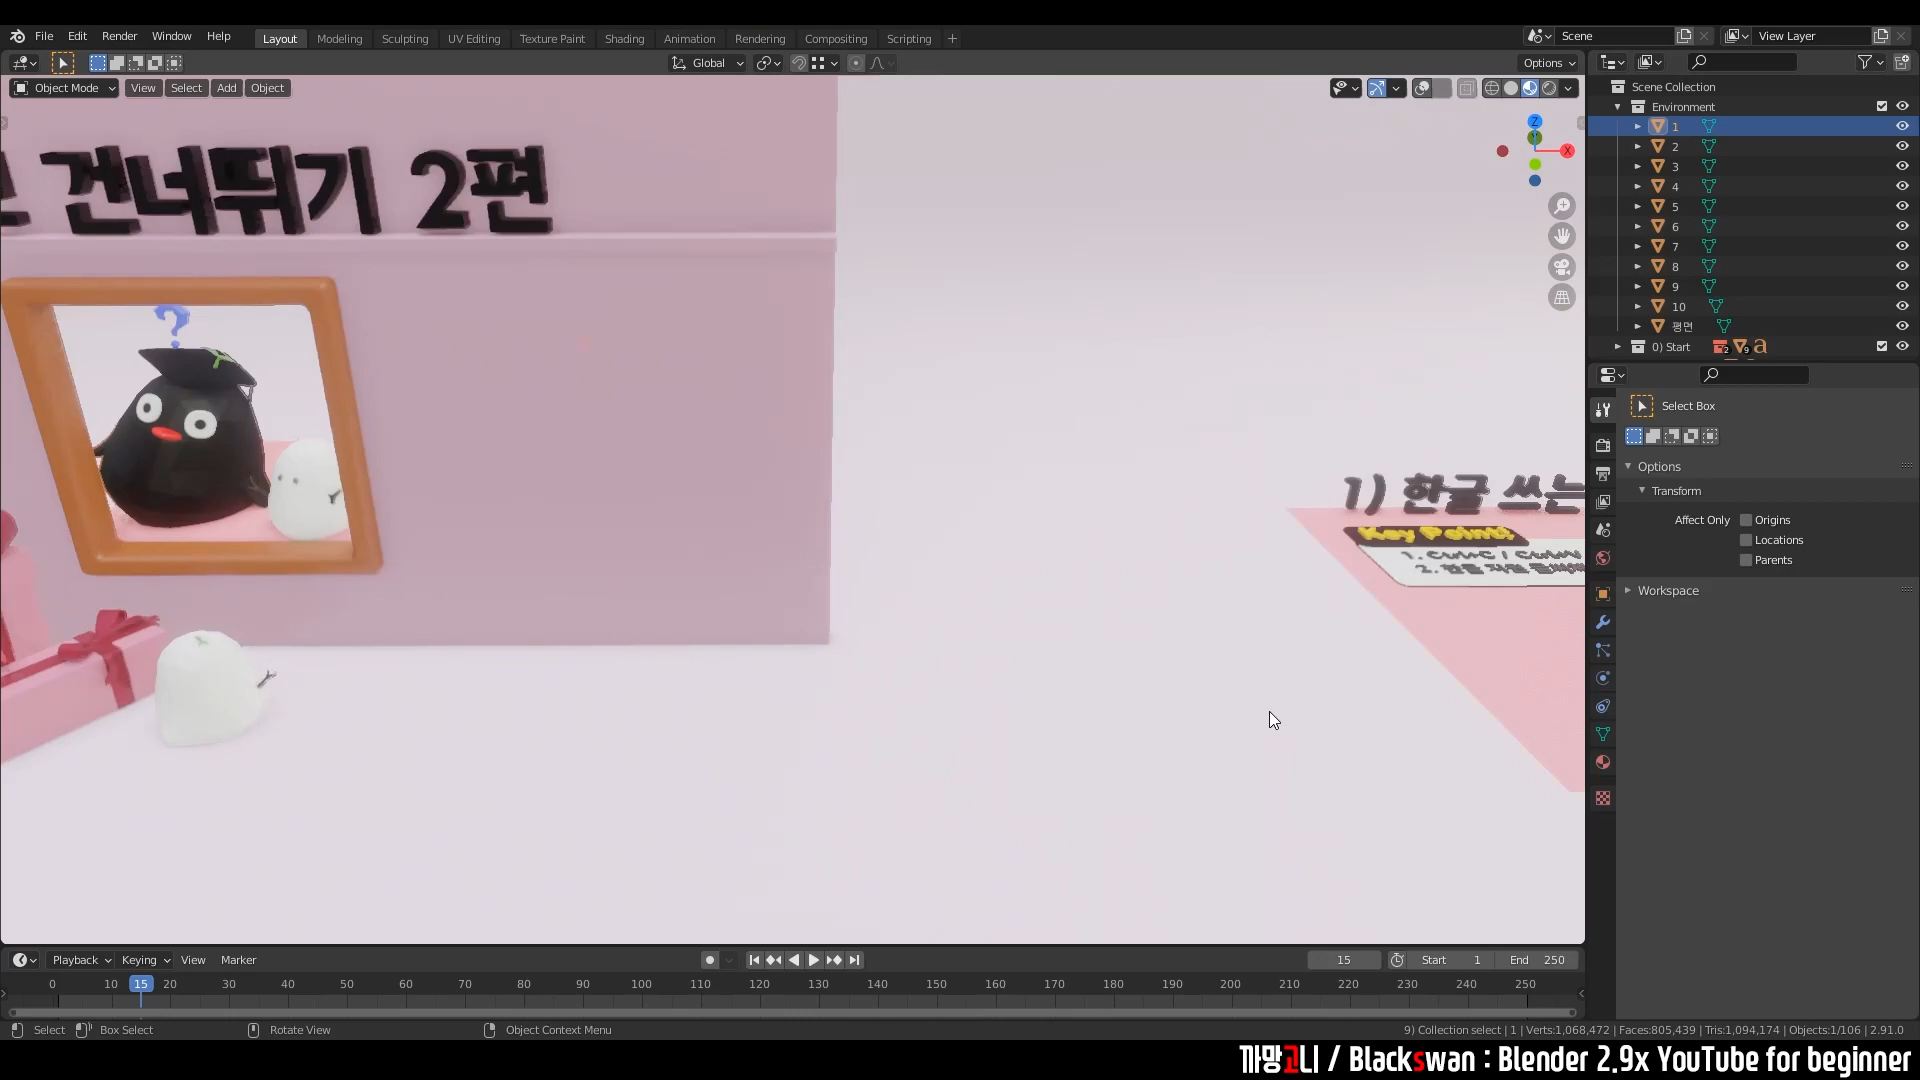 File Edit Render Window Help
Layout Modeling Sculpting UV Editing Texture Paint Shading Animation Rendering Compositing Scripting
Scene
View Layer
Global
Options
Object Mode View Select Add Object
건너뛰기 2편
1) 한글 쓰는
Key Point!
Scene Collection
Environment
1
2
3
4
5
6
7
8
9
10
평면
0) Start
2
9
Select Box
Options
Transform
Affect Only Origins
Locations
Parents
Workspace
Z
X
?
Playback Keying View Marker
15 Start 1 End 250
0 10 15 20 30 40 50 60 70 80 90 100 110 120 130 140 150 160 170 180 190 200 210 220 230 240 250
Select Box Select Rotate View Object Context Menu
9) Collection select | 1 | Verts:1,068,472 | Faces:805,439 | Tris:1,094,174 | Objects:1/106 | 2.91.0
까망고니 / Blackswan : Blender 2.9x YouTube for beginner